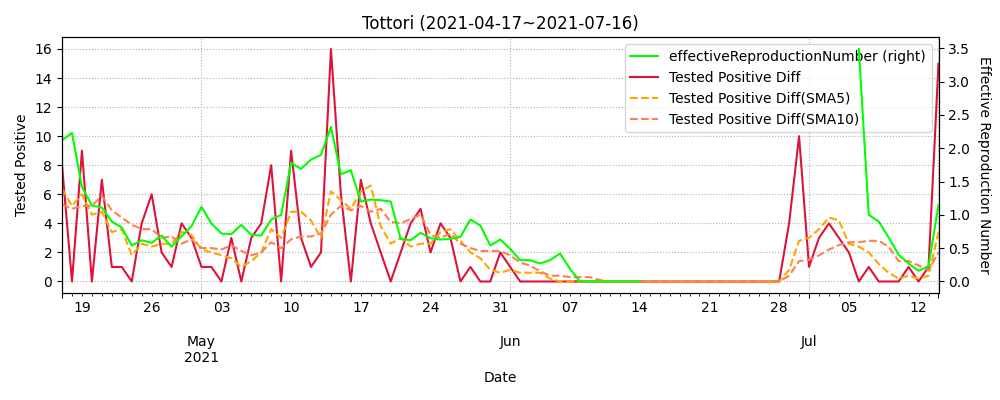 Tottori (2021-04-17~2021-07-16)
effectiveReproductionNumber (right)
Tested Positive Diff
Tested Positive Diff(SMA5)
Tested Positive Diff(SMA10)
Tested Positive
16
14
12
10
8
6
4
2
0
3.5
3.0
2.5
2.0
1.5
1.0
0.5
0.0
Effective Reproduction Number
19 26 03 10 17 24 31 07 14 21 28 05 12
May Jun Jul
2021
Date